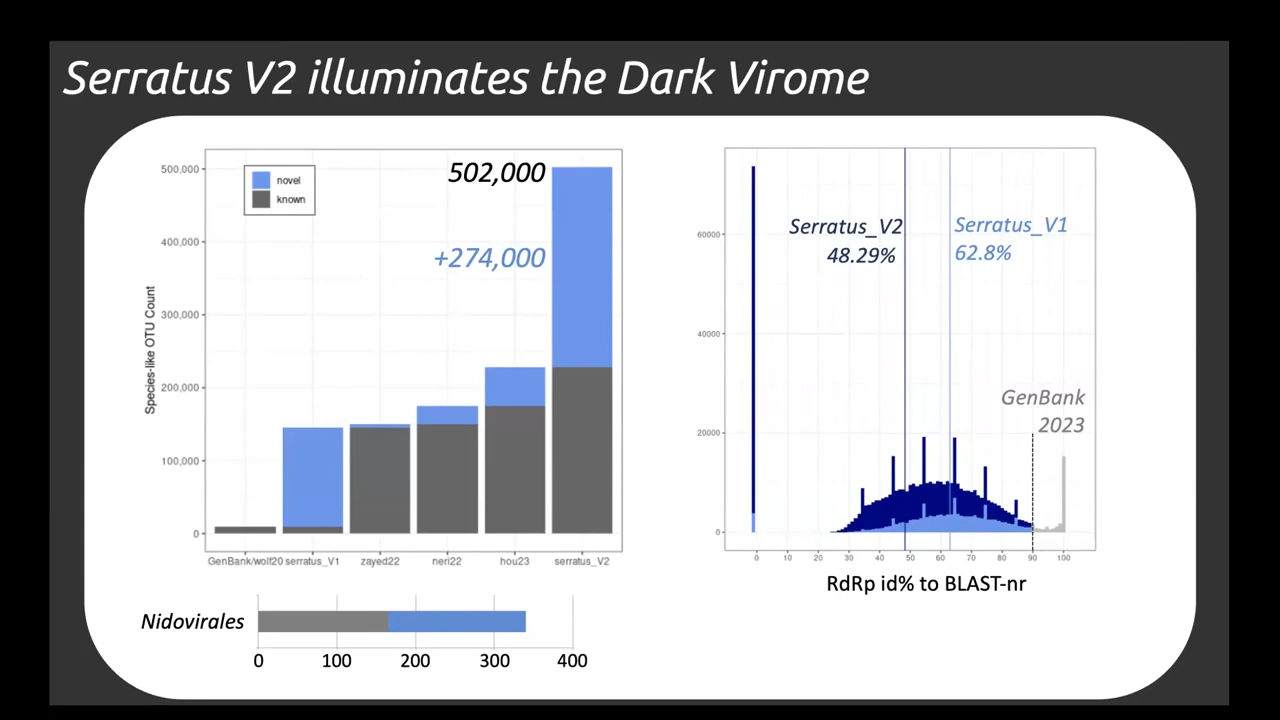 Serratus V2 illuminates the Dark Virome
novel
known
502,000
+274,000
Species-like OTU Count
500,000
400,000
300,000
200,000
100,000
0
GenBank/wolf20 serratus_V1 zayed22 neri22 hou23 serratus_V2
Nidovirales
0 100 200 300 400
Serratus_V2
48.29%
Serratus_V1
62.8%
GenBank
2023
60000
40000
20000
0
0 10 20 30 40 50 60 70 80 90 100
RdRp id% to BLAST-nr